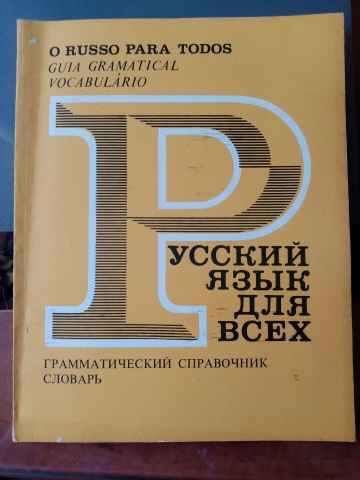 O RUSSO PARA TODOS
GUIA GRAMATICAL
VOCABULÁRIO
РУССКИЙ
ЯЗЫК
ДЛЯ
ВСЕХ
ГРАММАТИЧЕСКИЙ СПРАВОЧНИК
СЛОВАРЬ